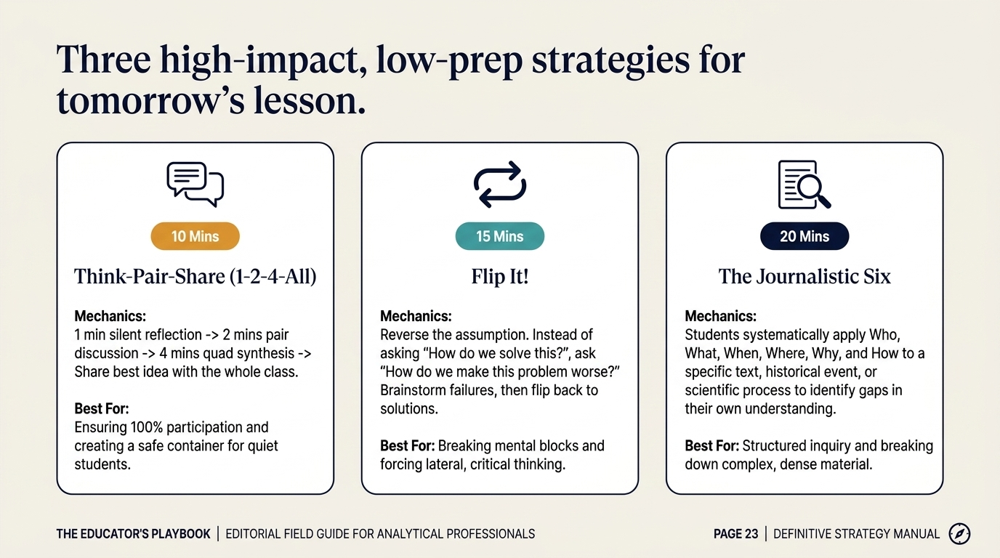 Three high-impact, low-prep strategies for
tomorrow’s lesson.
10 Mins
Think-Pair-Share (1-2-4-All)
Mechanics:
1 min silent reflection -> 2 mins pair
discussion -> 4 mins quad synthesis ->
Share best idea with the whole class.
Best For:
Ensuring 100% participation and
creating a safe container for quiet
students.
15 Mins
Flip It!
Mechanics:
Reverse the assumption. Instead of
asking “How do we solve this?”, ask
“How do we make this problem worse?”
Brainstorm failures, then flip back to
solutions.
Best For: Breaking mental blocks and
forcing lateral, critical thinking.
20 Mins
The Journalistic Six
Mechanics:
Students systematically apply Who,
What, When, Where, Why, and How to a
specific text, historical event, or
scientific process to identify gaps in
their own understanding.
Best For: Structured inquiry and breaking
down complex, dense material.
THE EDUCATOR'S PLAYBOOK | EDITORIAL FIELD GUIDE FOR ANALYTICAL PROFESSIONALS
PAGE 23 | DEFINITIVE STRATEGY MANUAL